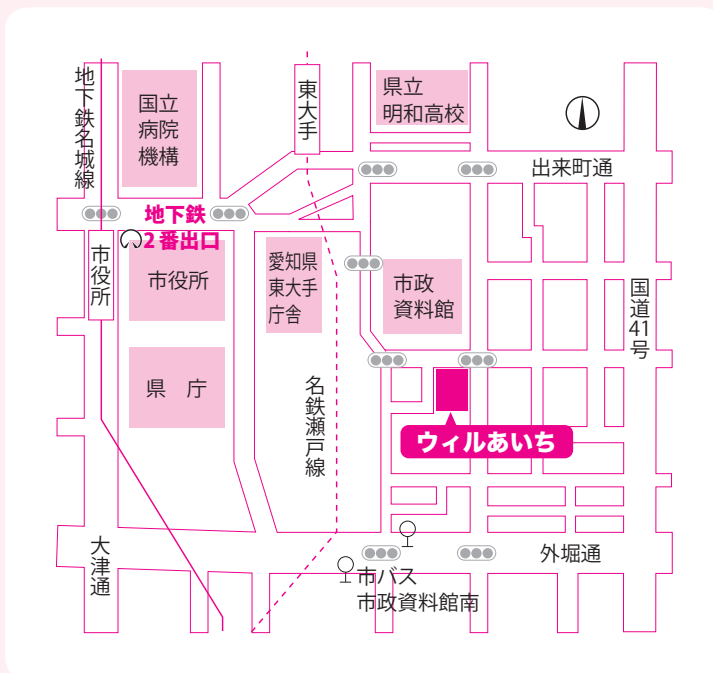 地下鉄名城線
国立
病院
機構
東大手
県立
明和高校
出来町通
地下鉄
2番出口
市役所
市役所
愛知県
東大手
庁舎
市政
資料館
国道41号
県　庁
名鉄瀬戸線
ウィルあいち
大津通
外堀通
市バス
市政資料館南